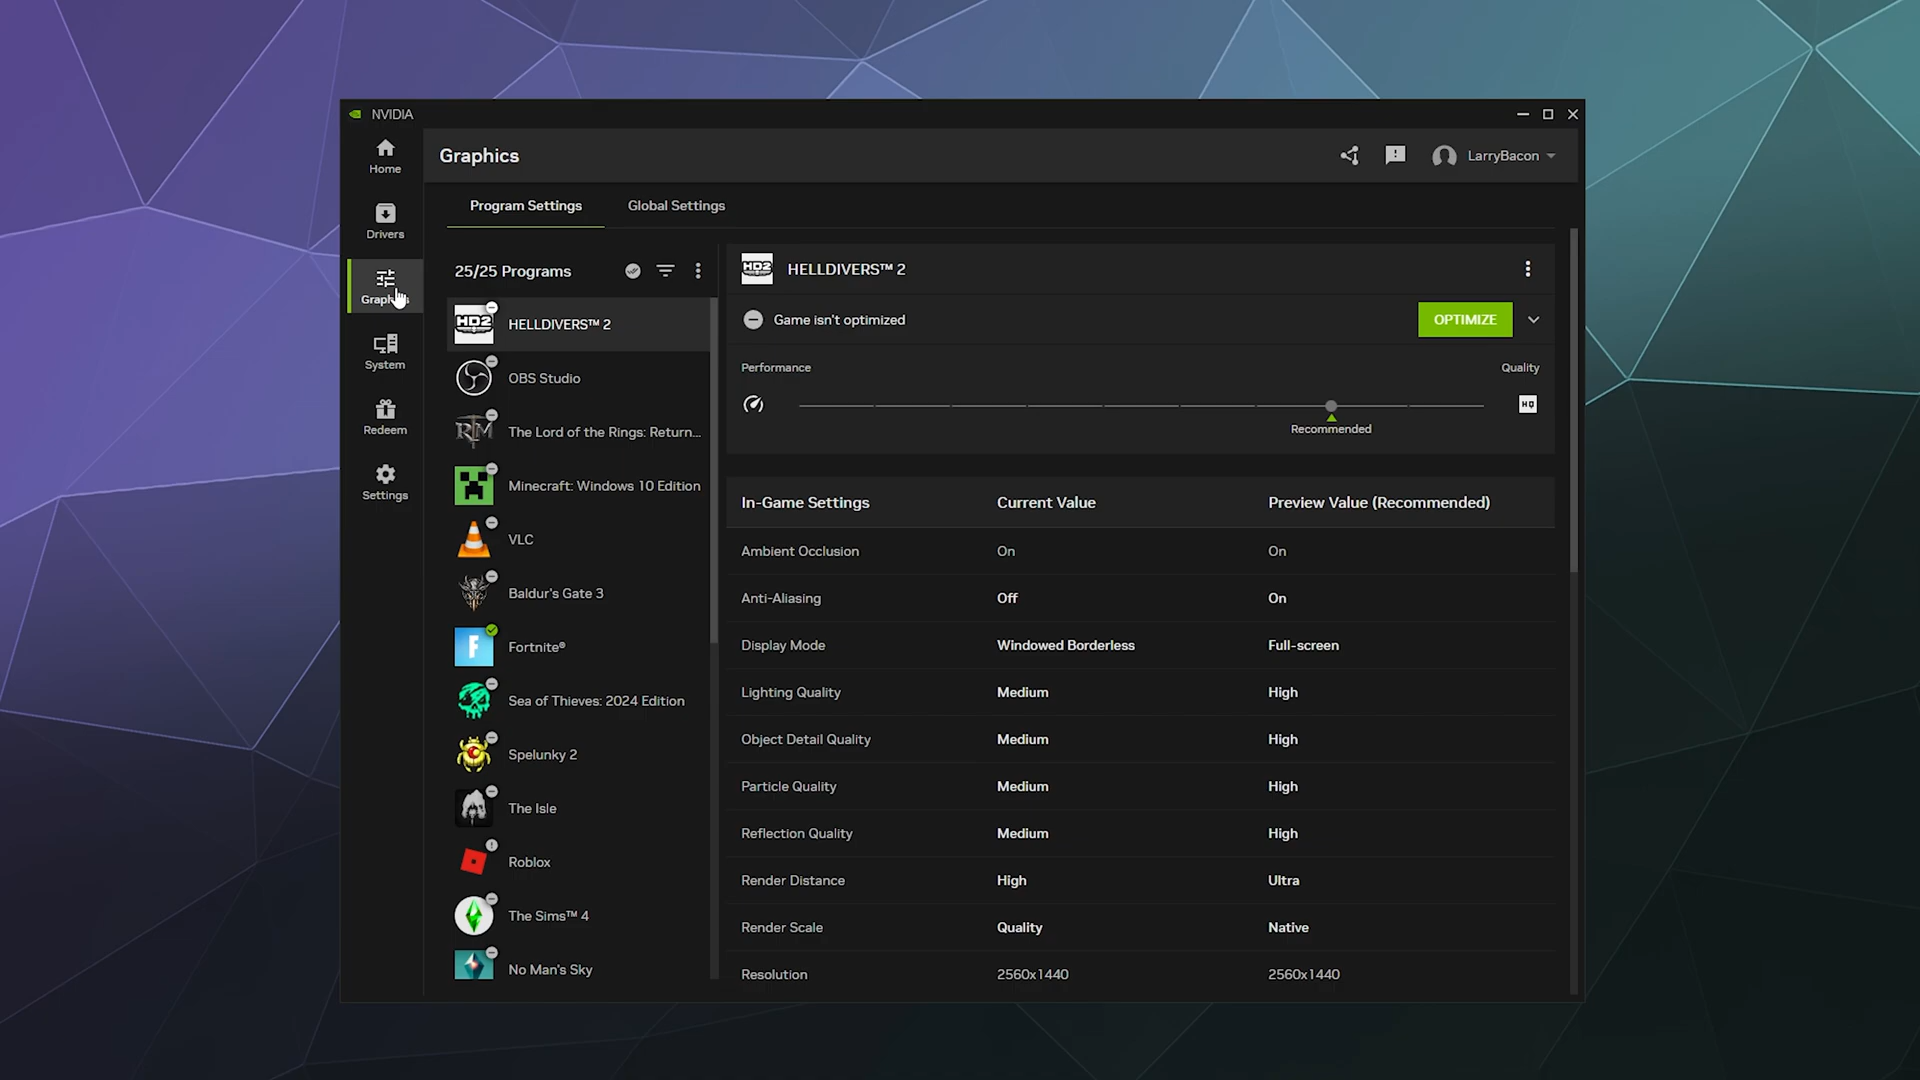 NVIDIA
Home
Drivers
Graphics
System
Redeem
Settings
Graphics
LarryBacon
Program Settings
Global Settings
25/25 Programs
HD2
HELLDIVERS™ 2
OBS Studio
RTM
The Lord of the Rings: Return...
Minecraft: Windows 10 Edition
VLC
Baldur's Gate 3
F
Fortnite®
Sea of Thieves: 2024 Edition
Spelunky 2
The Isle
Roblox
The Sims™ 4
No Man's Sky
HD2
HELLDIVERS™ 2
Game isn't optimized
OPTIMIZE
Performance
Quality
HQ
Recommended
In-Game Settings Current Value Preview Value (Recommended)
Ambient Occlusion On On
Anti-Aliasing Off On
Display Mode Windowed Borderless Full-screen
Lighting Quality Medium High
Object Detail Quality Medium High
Particle Quality Medium High
Reflection Quality Medium High
Render Distance High Ultra
Render Scale Quality Native
Resolution 2560x1440 2560x1440